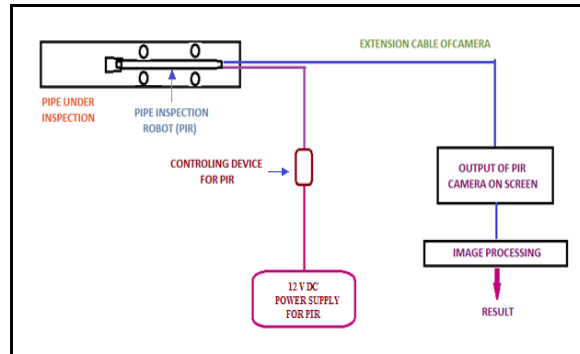 EXTENSION CABLE OFCAMERA
PIPE UNDER
INSPECTION
PIPE INSPECTION
ROBOT (PIR)
CONTROLING DEVICE
FOR PIR
OUTPUT OF PIR
CAMERA ON SCREEN
IMAGE PROCESSING
12 V DC
POWER SUPPLY
FOR PIR
RESULT